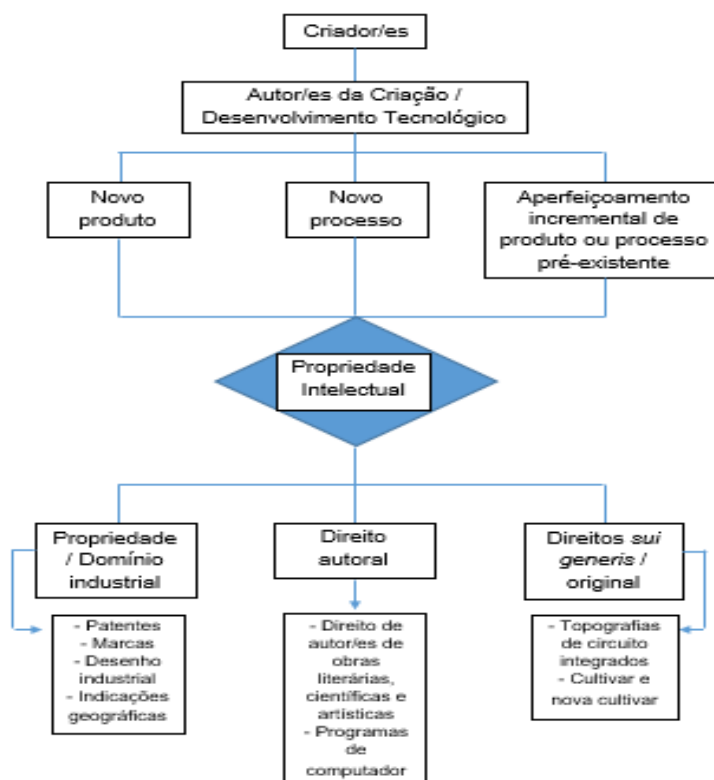 Criador/es
Autor/es da Criação /
Desenvolvimento Tecnológico
Novo
produto
Novo
processo
Aperfeiçoamento
incremental de
produto ou processo
pré-existente
Propriedade
Intelectual
Propriedade
/ Domínio
industrial
Direito
autoral
Direitos sui
generis /
original
- Patentes
- Marcas
- Desenho
industrial
- Indicações
geográficas
- Direito de
autor/es de
obras
literárias,
científicas e
artísticas
- Programas
de
computador
- Topografias
de circuito
integrados
- Cultivar e
nova cultivar